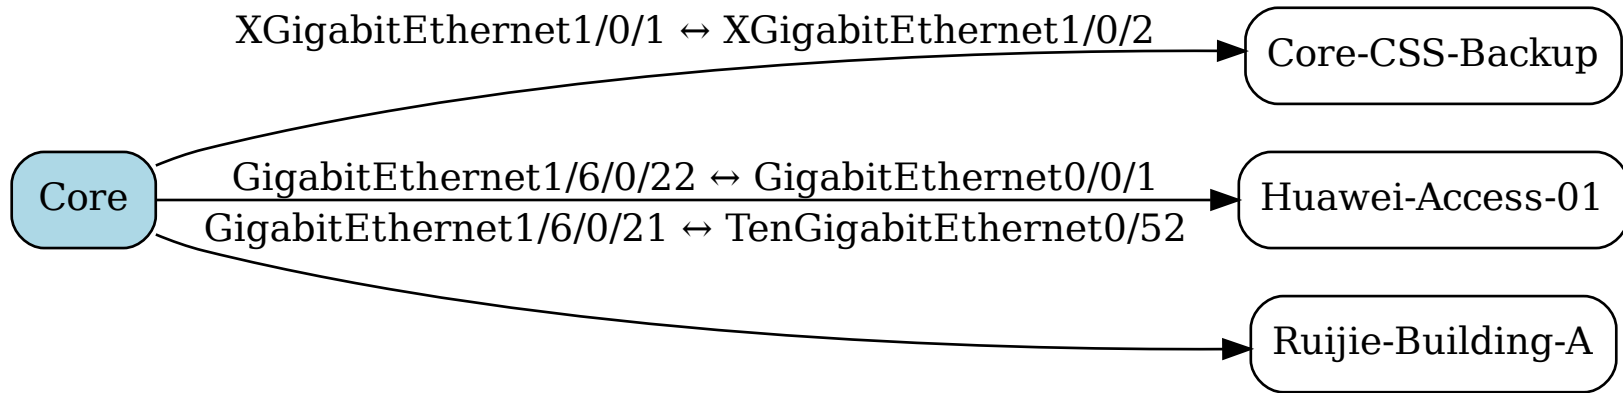 XGigabitEthernet1/0/1 ↔ XGigabitEthernet1/0/2
Core-CSS-Backup
Core
GigabitEthernet1/6/0/22 ↔ GigabitEthernet0/0/1
Huawei-Access-01
GigabitEthernet1/6/0/21 ↔ TenGigabitEthernet0/52
Ruijie-Building-A